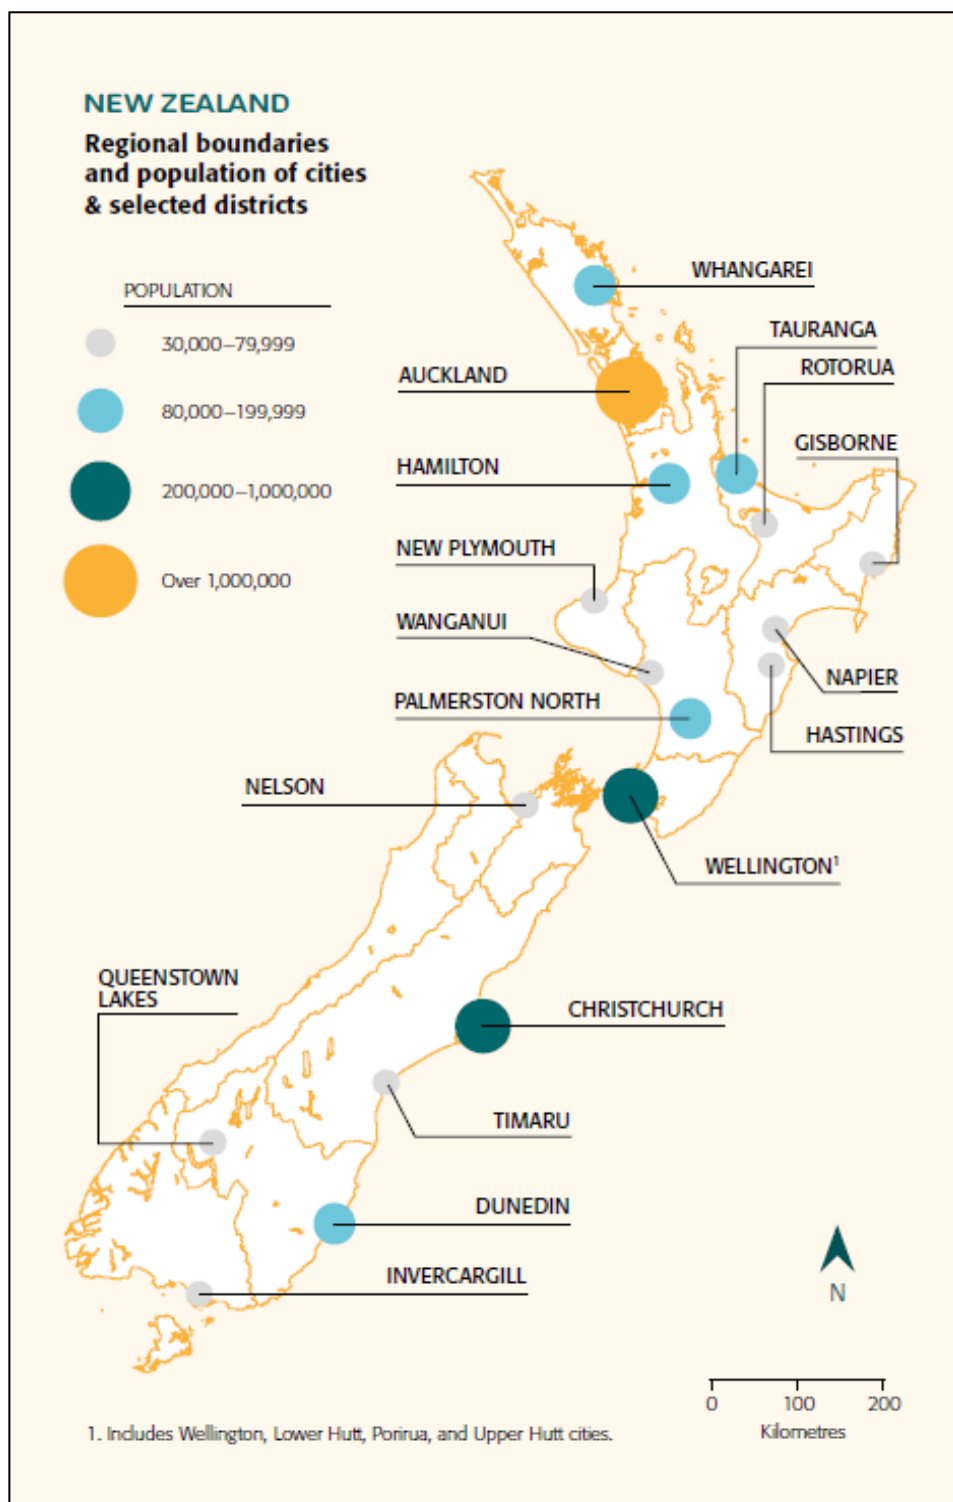 NEW ZEALAND
Regional boundaries
and population of cities
& selected districts
POPULATION
30,000–79,999
80,000–199,999
200,000–1,000,000
Over 1,000,000
WHANGAREI
TAURANGA
ROTORUA
AUCKLAND
GISBORNE
HAMILTON
NEW PLYMOUTH
WANGANUI
NAPIER
PALMERSTON NORTH
HASTINGS
NELSON
WELLINGTON¹
QUEENSTOWN
LAKES
CHRISTCHURCH
TIMARU
DUNEDIN
INVERCARGILL
N
0 100 200
Kilometres
1. Includes Wellington, Lower Hutt, Porirua, and Upper Hutt cities.